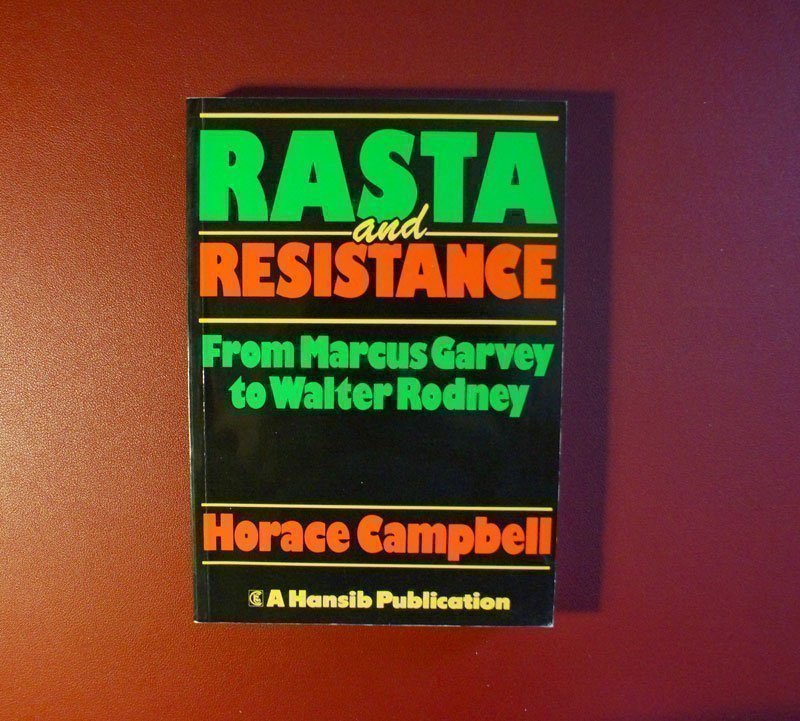 RASTA
and
RESISTANCE
From Marcus Garvey
to Walter Rodney
Horace Campbell
A Hansib Publication